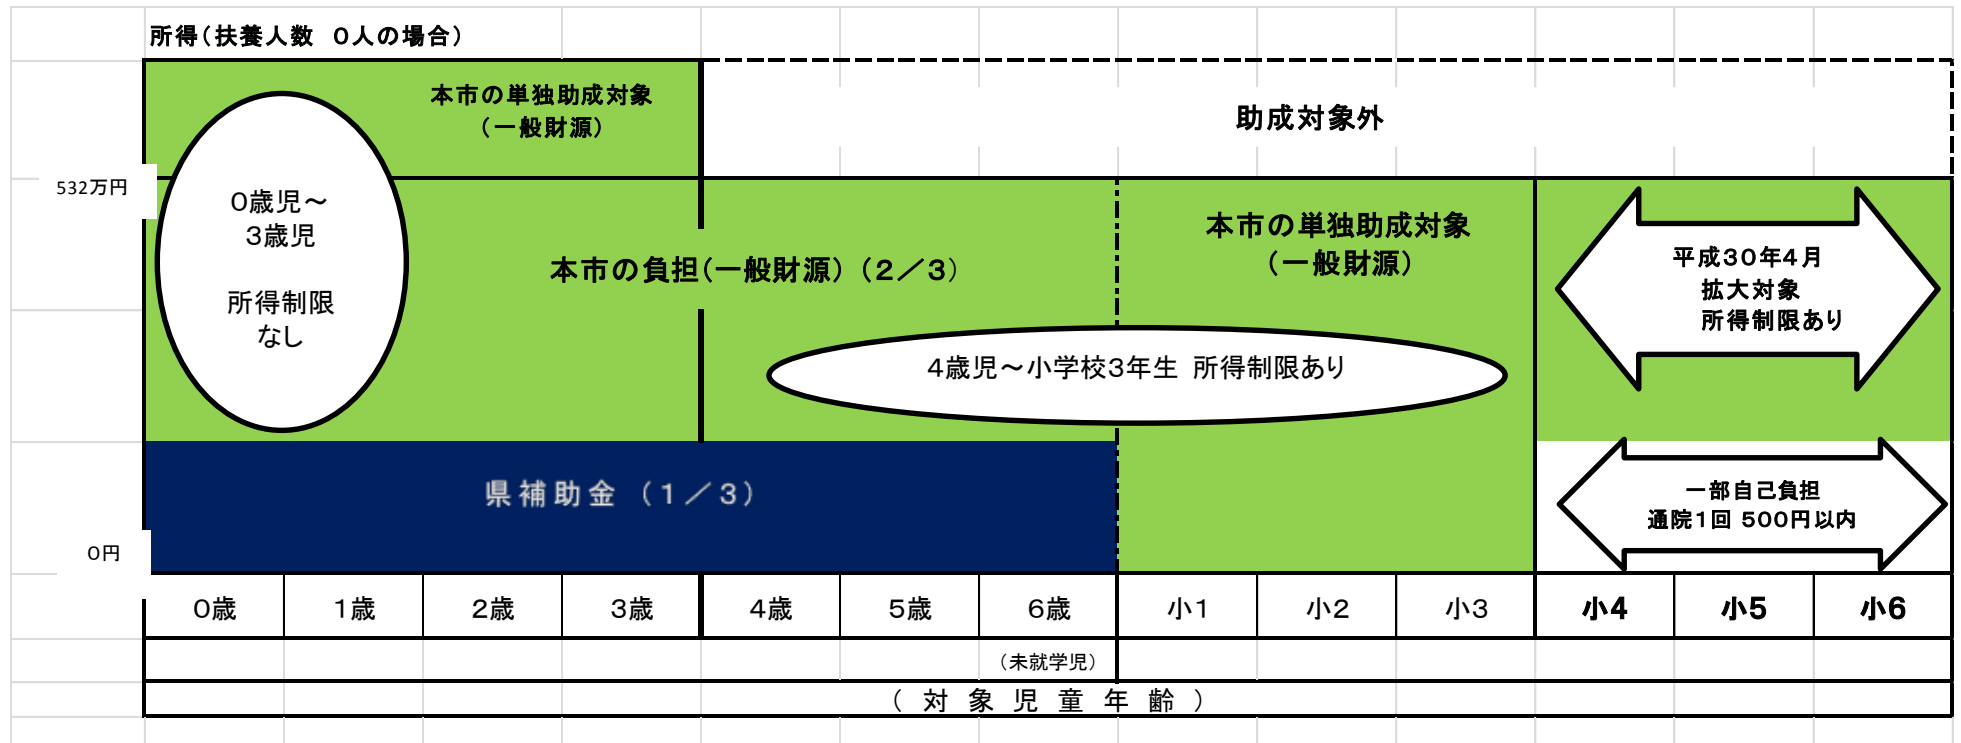 所得(扶養人数　0人の場合)
本市の単独助成対象
(一般財源)
助成対象外
532万円
0歳児～
3歳児
所得制限
なし
本市の負担(一般財源)(2／3)
本市の単独助成対象
(一般財源)
平成30年4月
拡大対象
所得制限あり
4歳児～小学校3年生 所得制限あり
県補助金（1／3）
一部自己負担
通院1回 500円以内
0円
0歳 1歳 2歳 3歳 4歳 5歳 6歳 小1 小2 小3 小4 小5 小6
(未就学児)
(対象児童年齢)